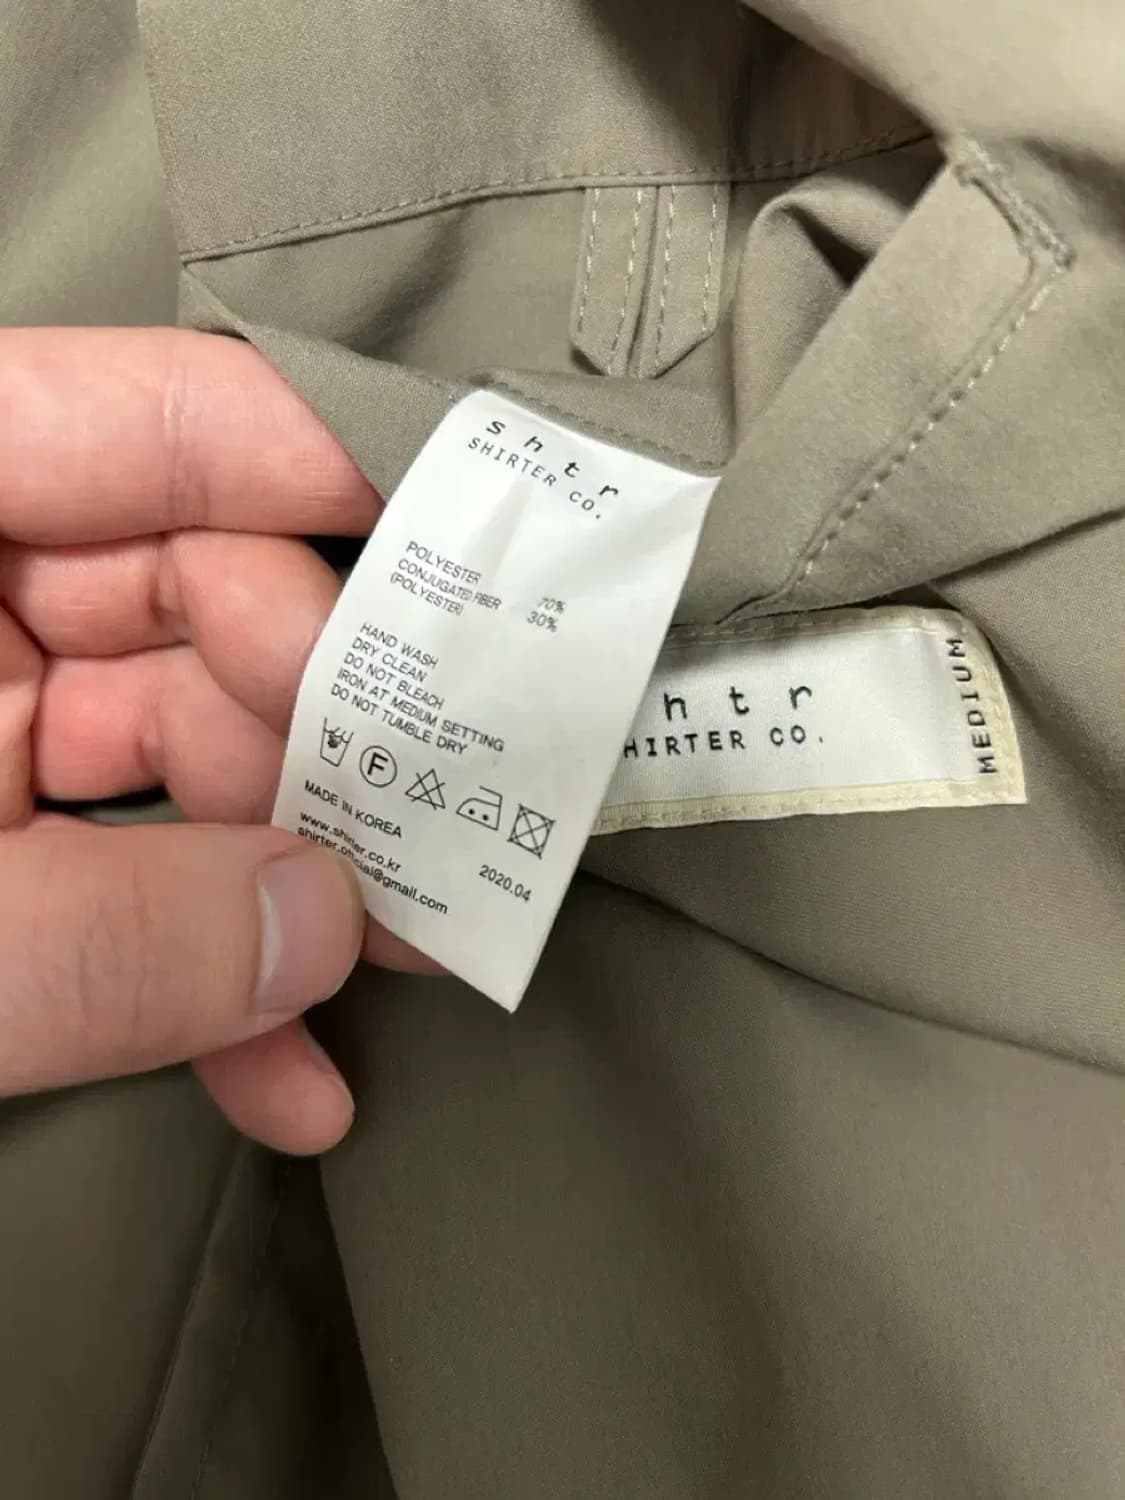 s h t r
SHIRTER CO.
POLYESTER 70%
CONJUGATED FIBER 30%
(POLYESTER)
HAND WASH
DRY CLEAN
DO NOT BLEACH
IRON AT MEDIUM SETTING
DO NOT TUMBLE DRY
F
MADE IN KOREA
www.shirter.co.kr
shirter.official@gmail.com
2020.04
h t r
HIRTER CO.
MEDIUM